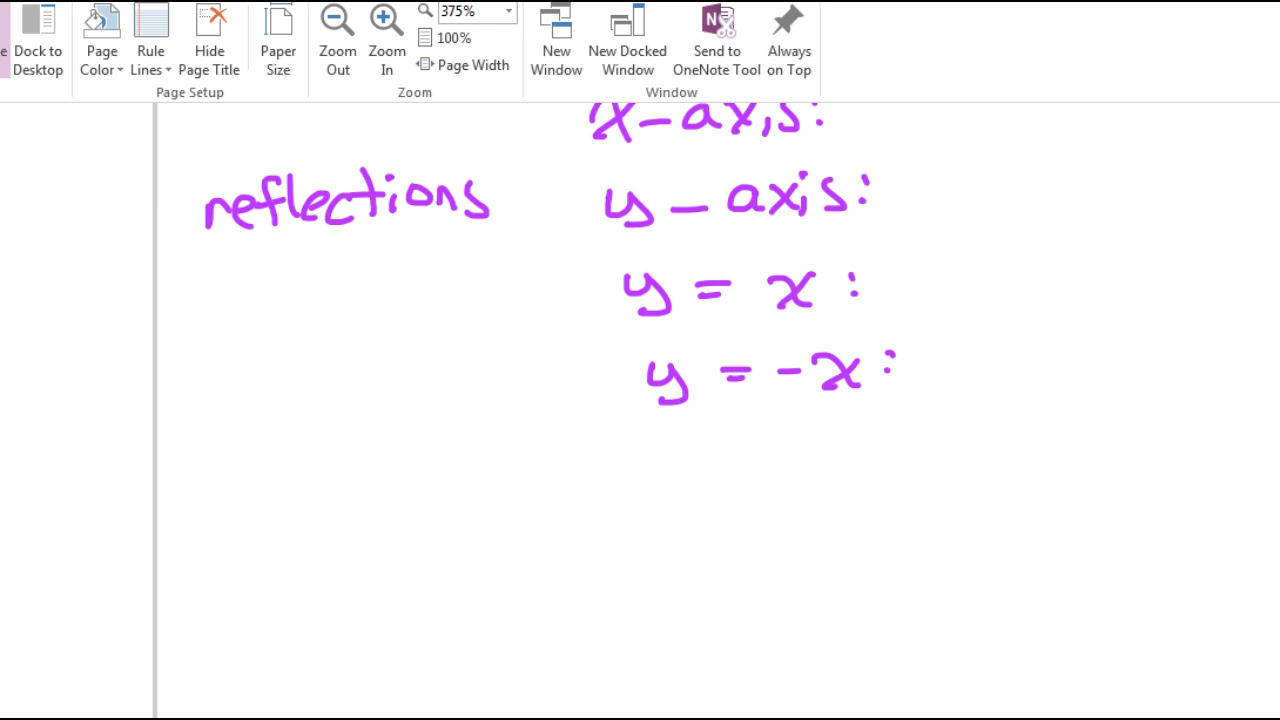 e Dock to Desktop
Page Color
Rule Lines
Hide Page Title
Paper Size
Zoom Out
Zoom In
375%
100%
Page Width
New Window
New Docked Window
Send to OneNote Tool
Always on Top
Page Setup
Zoom
Window
x-axis:
reflections
y-axis:
y = x:
y = -x: